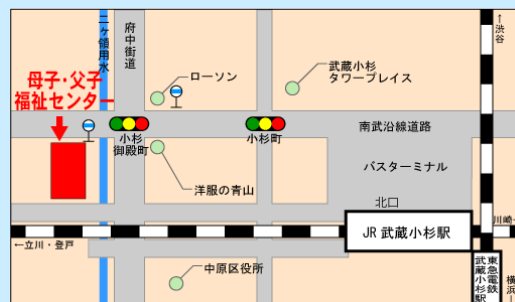 二ヶ領用水
府中街道
←渋谷
母子・父子
福祉センター
ローソン
武蔵小杉
タワープレイス
小杉
御殿町
小杉町
南武沿線道路
バスターミナル
洋服の青山
北口
JR 武蔵小杉駅
川崎→
←立川・登戸
中原区役所
東急電鉄
武蔵小杉駅
横浜